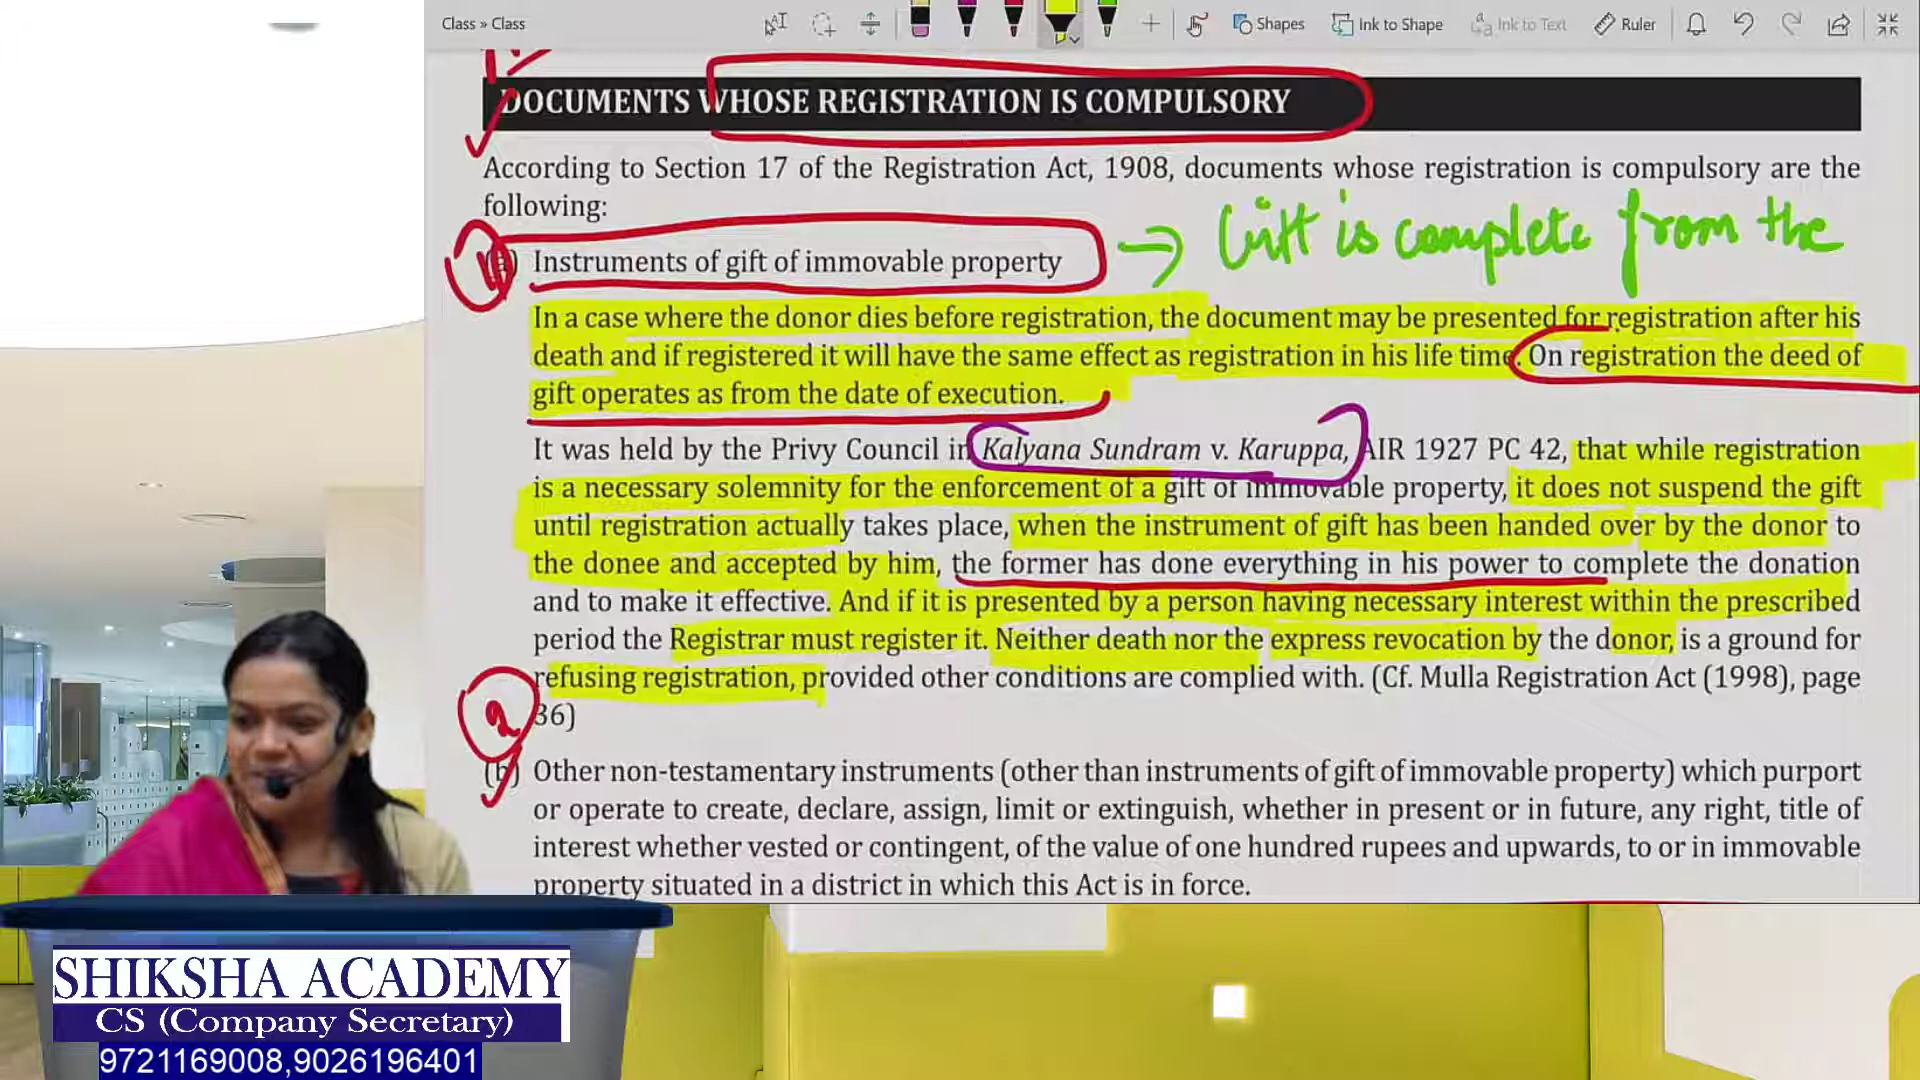 Class » Class
Shapes
Ink to Shape
Ink to Text
Ruler
DOCUMENTS WHOSE REGISTRATION IS COMPULSORY
According to Section 17 of the Registration Act, 1908, documents whose registration is compulsory are the
following:
Gift is complete from the
(a) Instruments of gift of immovable property
In a case where the donor dies before registration, the document may be presented for registration after his
death and if registered it will have the same effect as registration in his life time. On registration the deed of
gift operates as from the date of execution.
It was held by the Privy Council in Kalyana Sundram v. Karuppa, AIR 1927 PC 42, that while registration
is a necessary solemnity for the enforcement of a gift of immovable property, it does not suspend the gift
until registration actually takes place, when the instrument of gift has been handed over by the donor to
the donee and accepted by him, the former has done everything in his power to complete the donation
and to make it effective. And if it is presented by a person having necessary interest within the prescribed
period the Registrar must register it. Neither death nor the express revocation by the donor, is a ground for
refusing registration, provided other conditions are complied with. (Cf. Mulla Registration Act (1998), page
2 36)
(b) Other non-testamentary instruments (other than instruments of gift of immovable property) which purport
or operate to create, declare, assign, limit or extinguish, whether in present or in future, any right, title of
interest whether vested or contingent, of the value of one hundred rupees and upwards, to or in immovable
property situated in a district in which this Act is in force.
SHIKSHA ACADEMY
CS (Company Secretary)
9721169008,9026196401